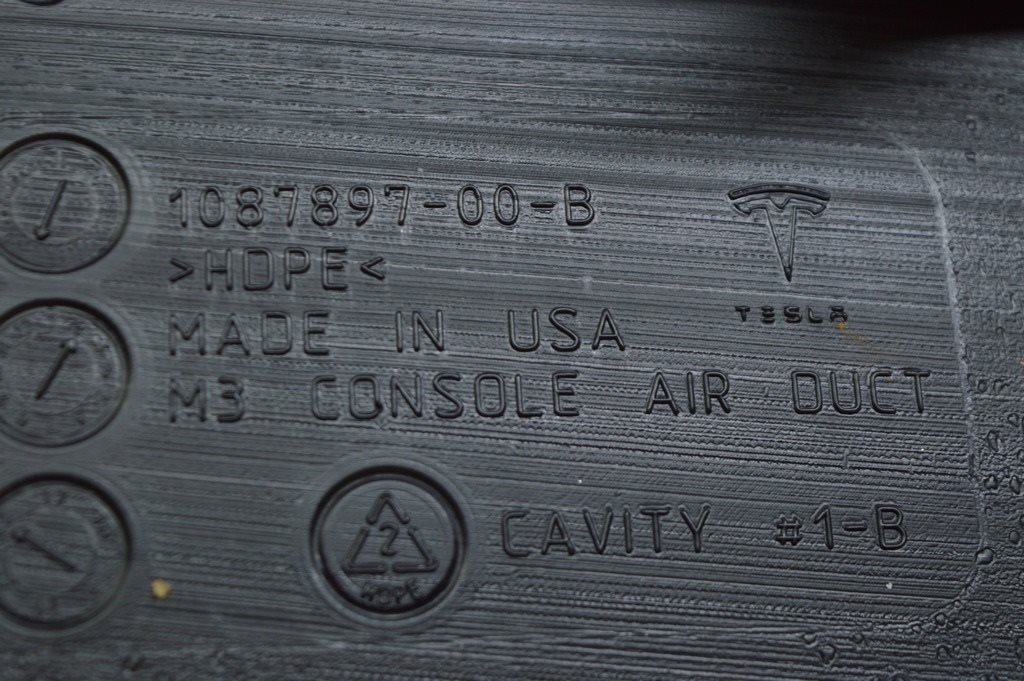 1087897-00-B
>HDPE<
TESLA
MADE IN USA
M3 CONSOLE AIR DUCT
CAVITY #1-B
2
HDPE